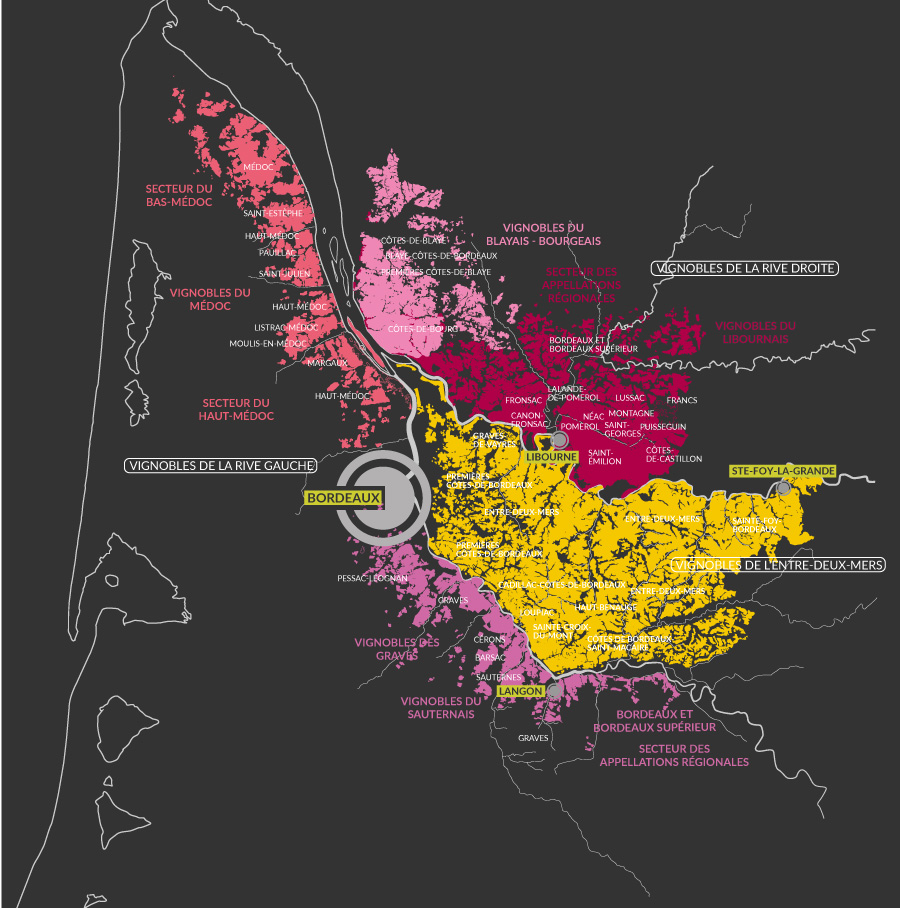 MÉDOC
SECTEUR DU
BAS-MÉDOC
SAINT-ESTÈPHE
HAUT-MÉDOC
PAUILLAC
SAINT-JULIEN
VIGNOBLES DU
MÉDOC
HAUT-MÉDOC
LISTRAC-MÉDOC
MOULIS-EN-MÉDOC
MARGAUX
HAUT-MÉDOC
SECTEUR DU
HAUT-MÉDOC
VIGNOBLES DE LA RIVE GAUCHE
BORDEAUX
VIGNOBLES DU
BLAYAIS - BOURGEAIS
CÔTES-DE-BLAYE
BLAYE-CÔTES-DE-BORDEAUX
PREMIÈRES-CÔTES-DE-BLAYE
CÔTES-DE-BOURG
SECTEUR DES
APPELLATIONS
RÉGIONALES
VIGNOBLES DE LA RIVE DROITE
VIGNOBLES DU
LIBOURNAIS
BORDEAUX ET
BORDEAUX SUPÉRIEUR
LALANDE-
DE-POMEROL
FRONSAC
LUSSAC
FRANCS
CANON-
FRONSAC
NÉAC
MONTAGNE
POMEROL
SAINT-
GEORGES
PUISSEGUIN
LIBOURNE
SAINT-
ÉMILION
CÔTES-
DE-CASTILLON
STE-FOY-LA-GRANDE
GRAVES-
DE-VAYRES
PREMIÈRES
CÔTES-DE-BORDEAUX
ENTRE-DEUX-MERS
ENTRE-DEUX-MERS
SAINTE-FOY-
BORDEAUX
PREMIÈRES
CÔTES-DE-BORDEAUX
VIGNOBLES DE L'ENTRE-DEUX-MERS
CADILLAC-CÔTES-DE-BORDEAUX
ENTRE-DEUX-MERS
HAUT-BENAUGE
LOUPIAC
SAINTE-CROIX-
DU-MONT
CÔTES DE BORDEAUX
SAINT-MACAIRE
PESSAC-LÉOGNAN
GRAVES
VIGNOBLES DES
GRAVES
CÉRONS
BARSAC
SAUTERNES
LANGON
VIGNOBLES DU
SAUTERNAIS
GRAVES
BORDEAUX ET
BORDEAUX SUPÉRIEUR
SECTEUR DES
APPELLATIONS RÉGIONALES